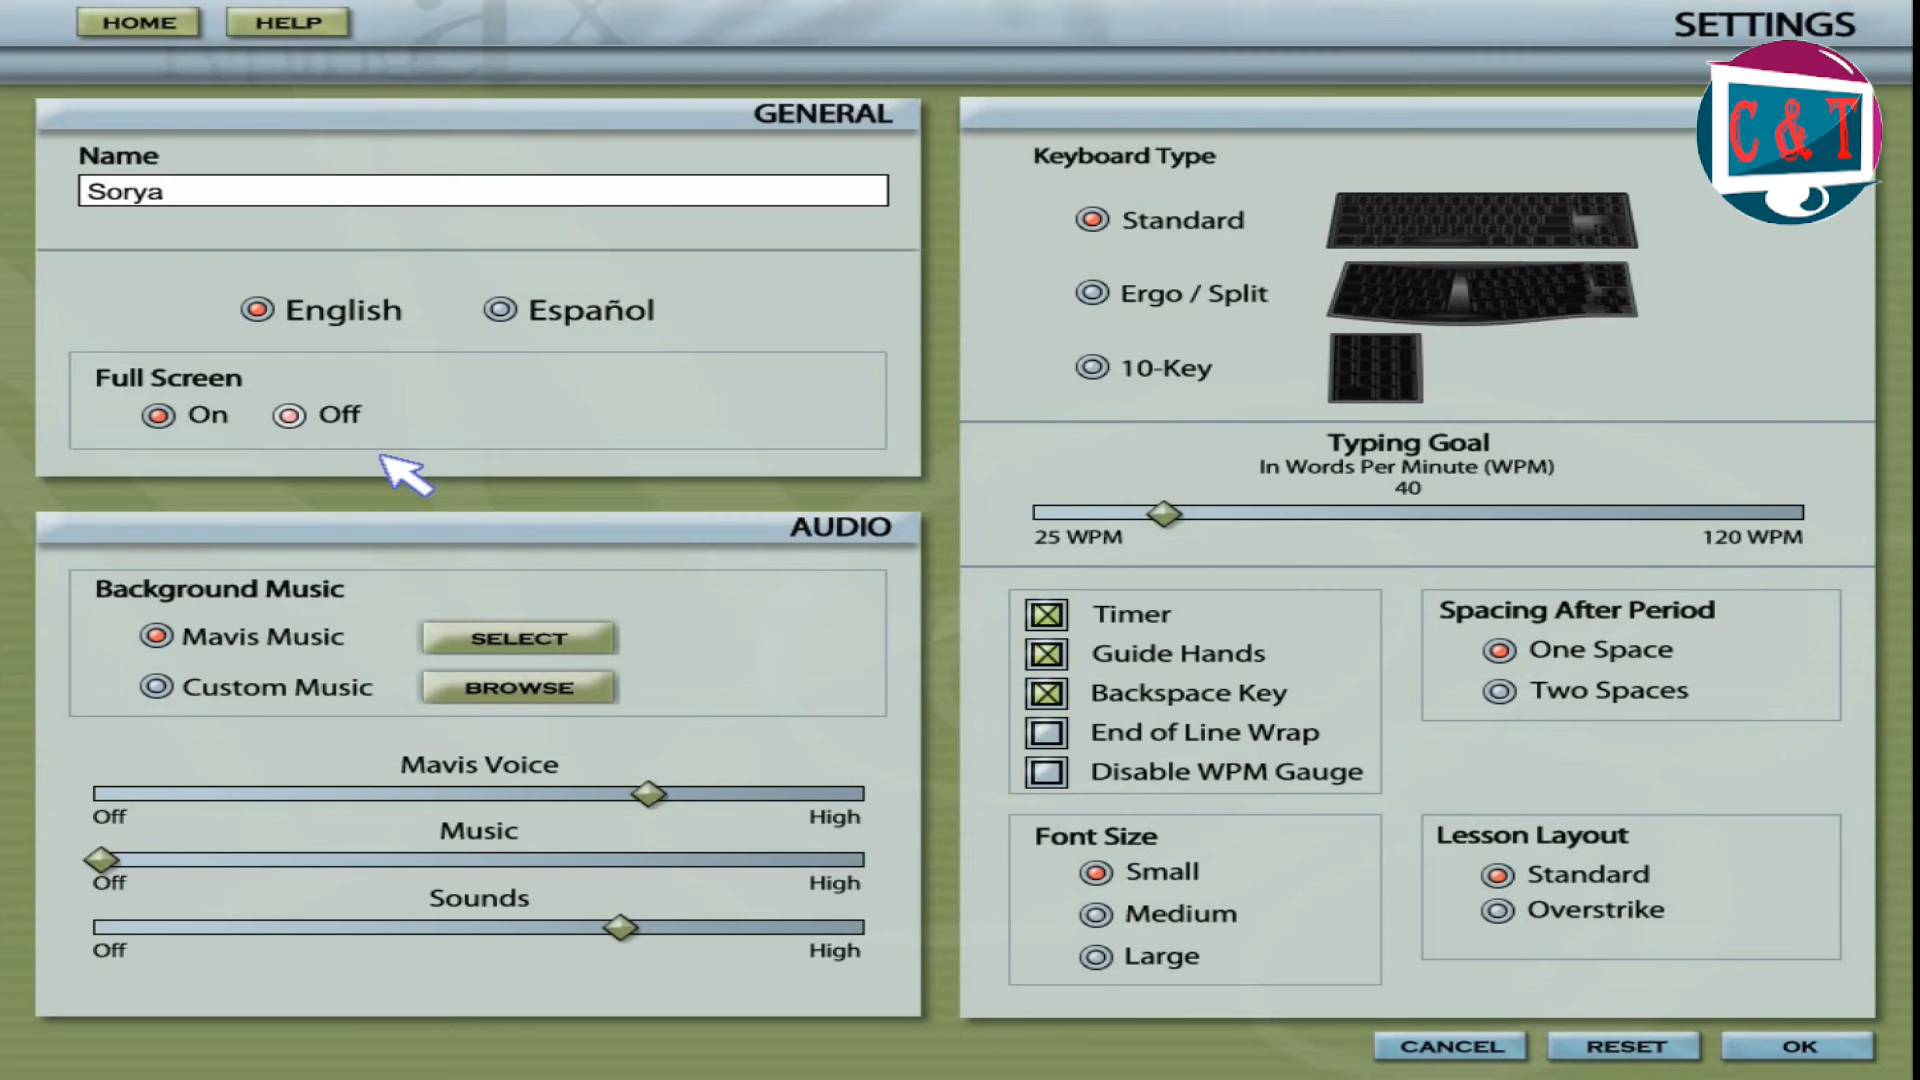 HOME
HELP
SETTINGS
C & T
GENERAL
Name
Sorya
English
Español
Full Screen
On
Off
AUDIO
Background Music
Mavis Music
SELECT
Custom Music
BROWSE
Mavis Voice
Off
High
Music
Off
High
Sounds
Off
High
Keyboard Type
Standard
Ergo / Split
10-Key
Typing Goal
In Words Per Minute (WPM)
40
25 WPM
120 WPM
Timer
Guide Hands
Backspace Key
End of Line Wrap
Disable WPM Gauge
Spacing After Period
One Space
Two Spaces
Font Size
Small
Medium
Large
Lesson Layout
Standard
Overstrike
CANCEL
RESET
OK